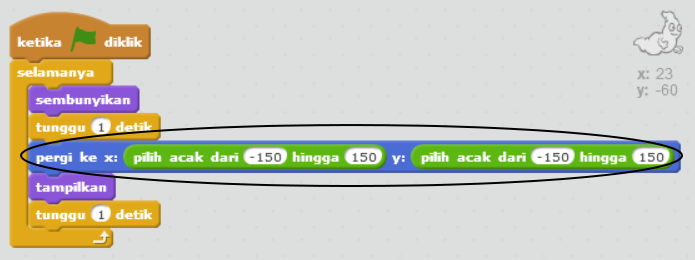 ketika diklik
x: 23
y: -60
selamanya
sembunyikan
tunggu 1 detik
pergi ke x: pilih acak dari -150 hingga 150 y: pilih acak dari -150 hingga 150
tampilkan
tunggu 1 detik